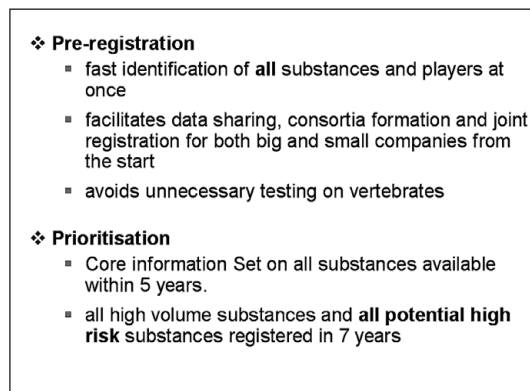 ❖ Pre-registration
▪ fast identification of all substances and players at
once
▪ facilitates data sharing, consortia formation and joint
registration for both big and small companies from
the start
▪ avoids unnecessary testing on vertebrates
❖ Prioritisation
▪ Core information Set on all substances available
within 5 years.
▪ all high volume substances and all potential high
risk substances registered in 7 years